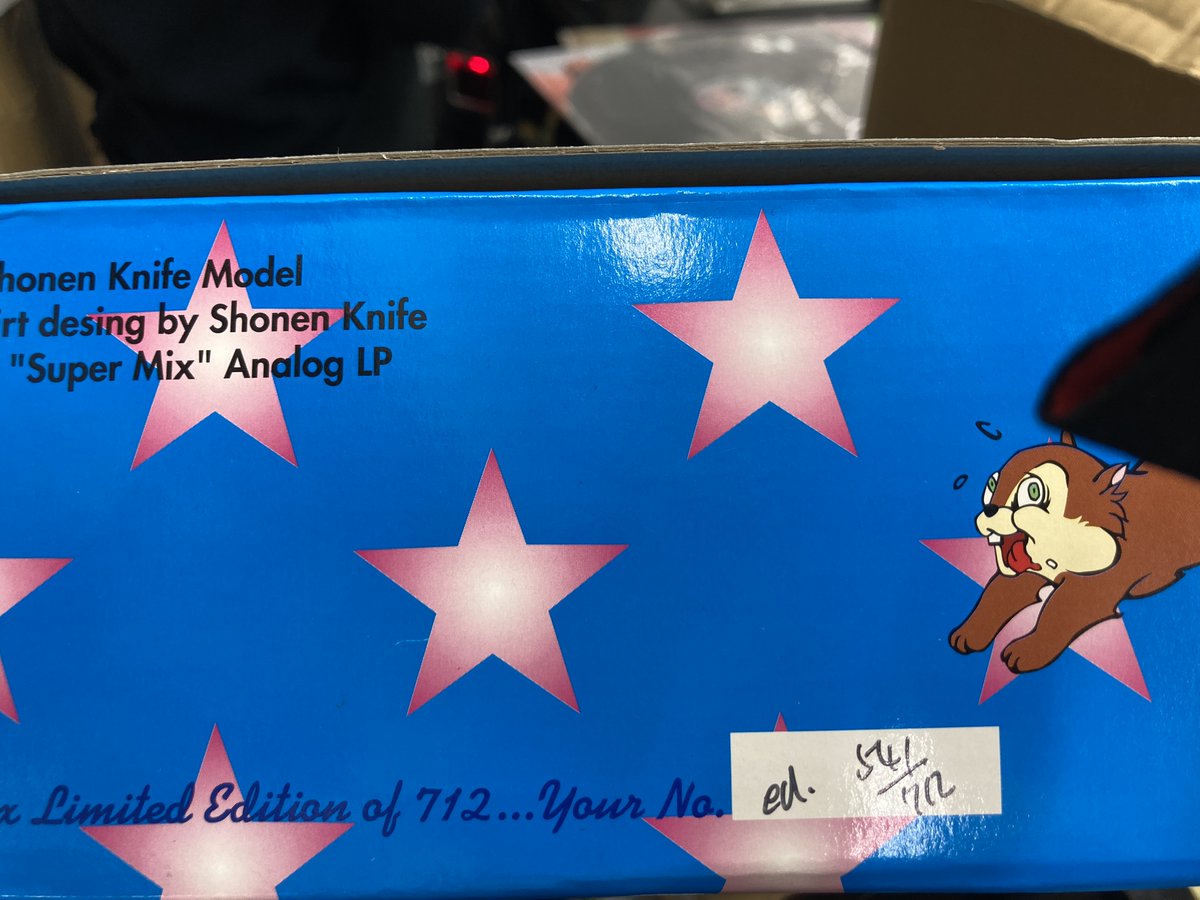 honen Knife Model
irt desing by Shonen Knife
"Super Mix" Analog LP
x Limited Edition of 712...Your No.
ed. 541/712